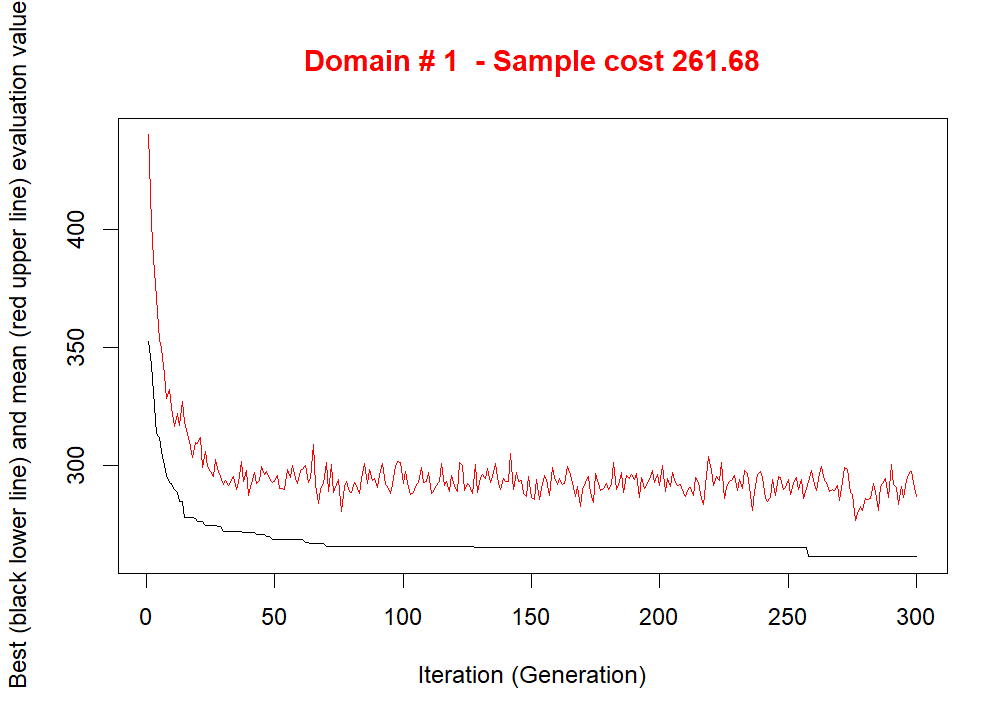 Domain # 1  - Sample cost 261.68
Best (black lower line) and mean (red upper line) evaluation value
400
350
300
0 50 100 150 200 250 300
Iteration (Generation)